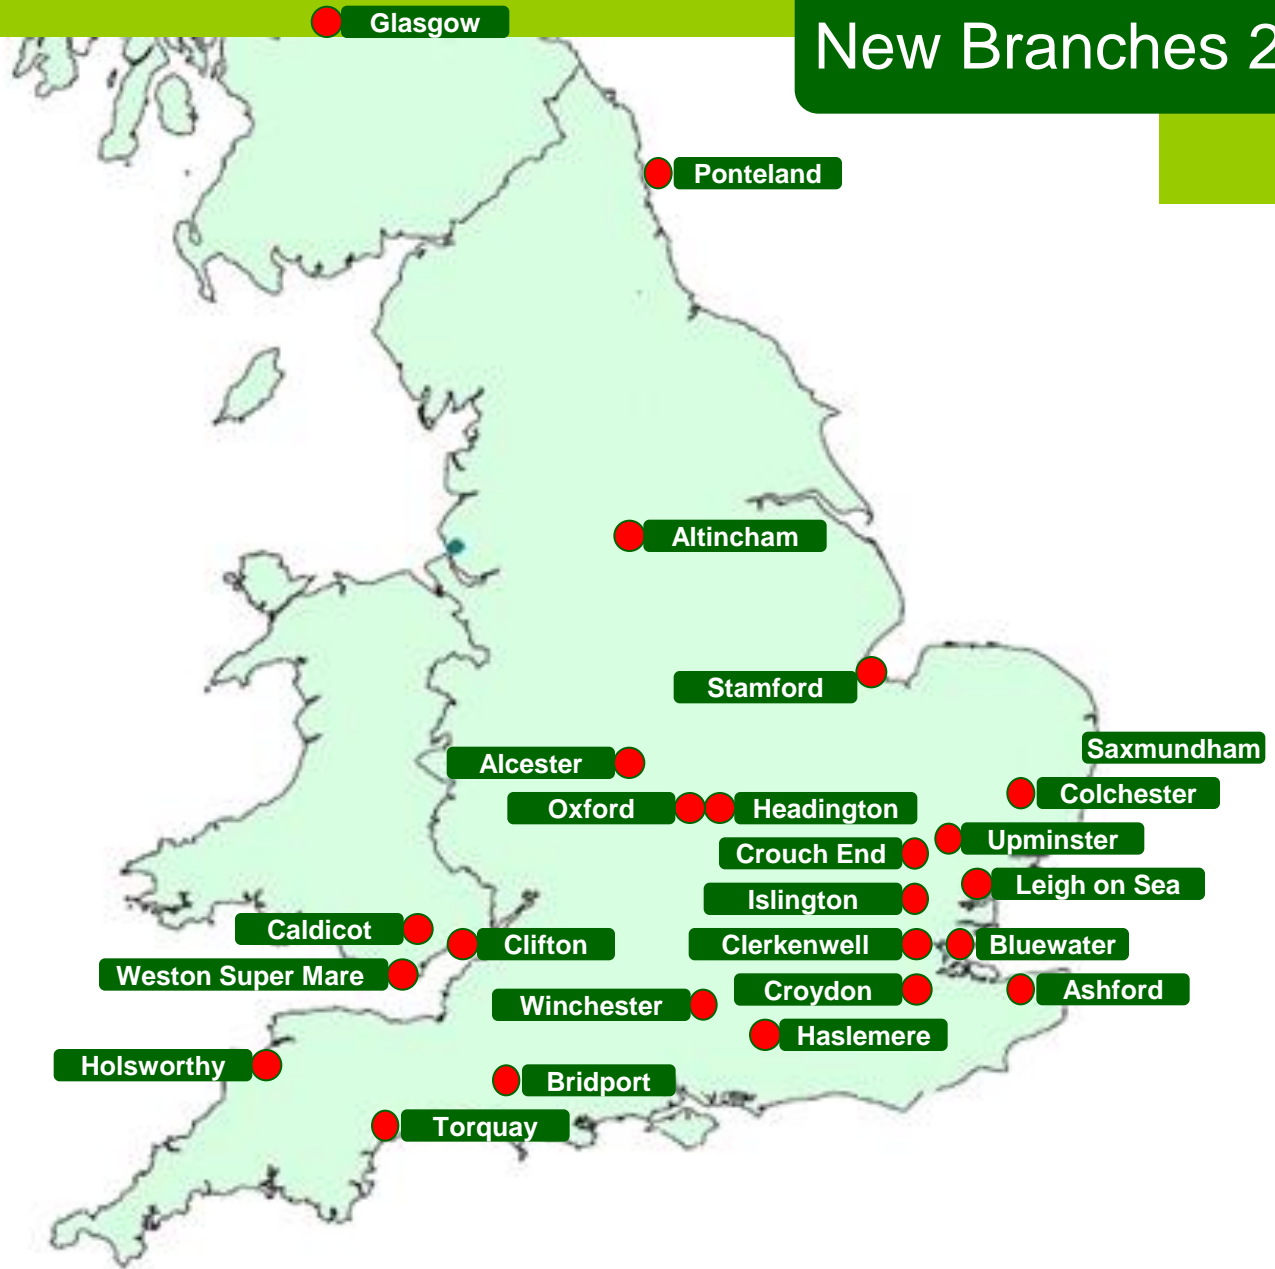 Glasgow
New Branches 2
Ponteland
Altincham
Stamford
Saxmundham
Alcester
Colchester
Oxford
Headington
Upminster
Crouch End
Leigh on Sea
Islington
Caldicot
Clifton
Clerkenwell
Bluewater
Weston Super Mare
Croydon
Ashford
Winchester
Haslemere
Holsworthy
Bridport
Torquay